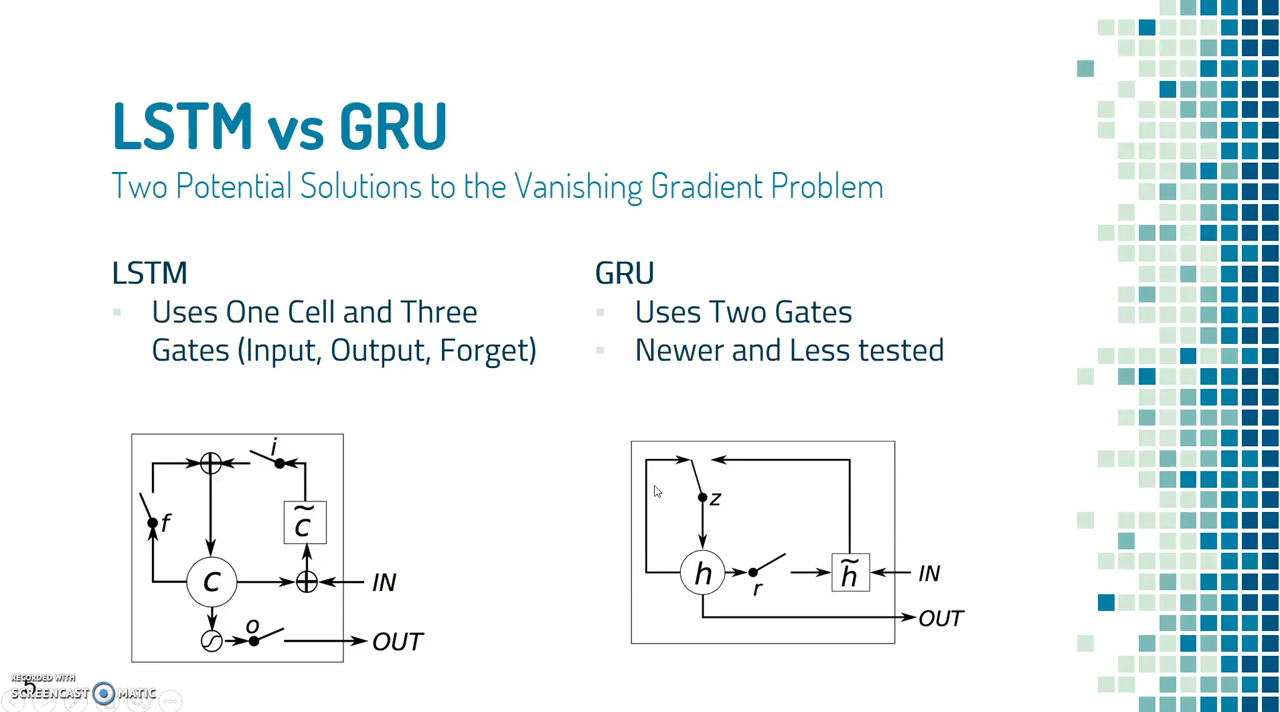 LSTM vs GRU
Two Potential Solutions to the Vanishing Gradient Problem
LSTM
Uses One Cell and Three
Gates (Input, Output, Forget)
GRU
Uses Two Gates
Newer and Less tested
i
f
c̃
c
IN
o
OUT
z
h
r
h̃
IN
OUT
5
RECORDED WITH
SCREENCAST MATIC